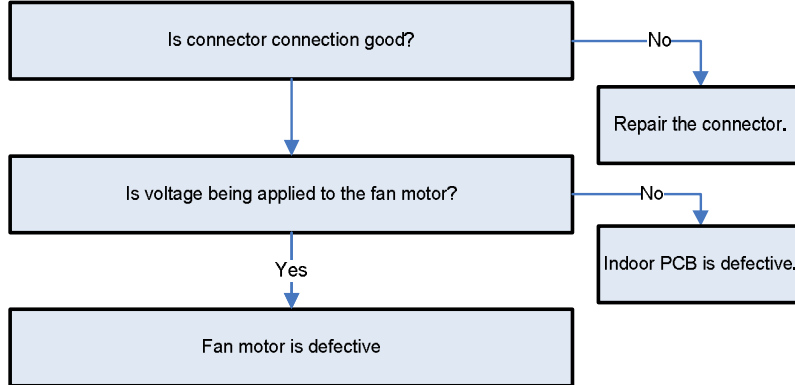 Is connector connection good?
No
Repair the connector.
Is voltage being applied to the fan motor?
No
Indoor PCB is defective.
Yes
Fan motor is defective